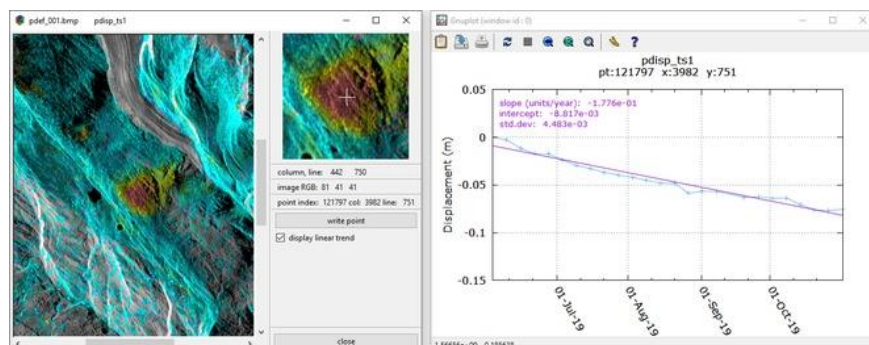 pdef_001.bmp pdisp_ts1
column, line: 442 750
image RGB: 81 41 41
point index: 121797 col: 3982 line: 751
write point
display linear trend
close
Gnuplot (window id : 0)
pdisp_ts1
pt:121797 x:3982 y:751
slope (units/year): -1.776e-01
intercept: -8.817e-03
std.dev: 4.483e-03
Displacement (m)
0.05
0
-0.05
-0.1
-0.15
01-Jul-19
01-Aug-19
01-Sep-19
01-Oct-19